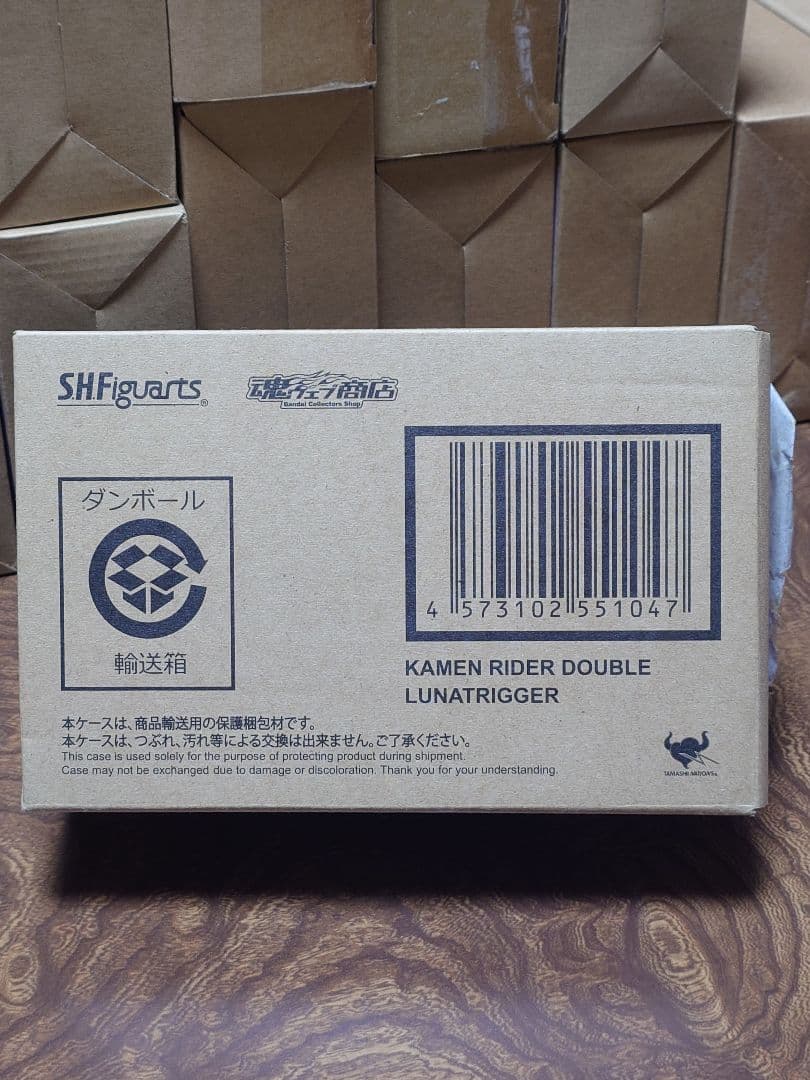 S.H.Figuarts®
魂ウェブ商店
Bandai Collectors Shop
ダンボール
輸送箱
4 573102 551047
KAMEN RIDER DOUBLE
LUNATRIGGER
本ケースは、商品輸送用の保護梱包材です。
本ケースは、つぶれ、汚れ等による交換は出来ません。ご了承ください。
This case is used solely for the purpose of protecting product during shipment.
Case may not be exchanged due to damage or discoloration. Thank you for your understanding.
TAMASHII NATIONS